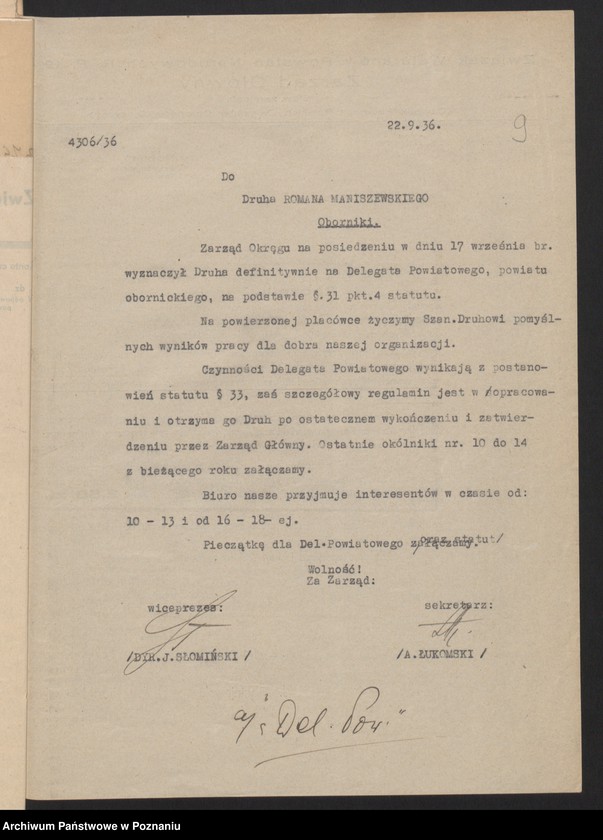 22.9.36.
9
4306/36
Do
Druha ROMANA MANISZEWSKIEGO
Oborniki.
Zarząd Okręgu na posiedzeniu w dniu 17 września br.
wyznaczył Druha definitywnie na Delegata Powiatowego, powiatu
obornickiego, na podstawie §.31 pkt.4 statutu.
Na powierzonej placówce życzymy Szan.Druhowi pomyśl-
nych wyników pracy dla dobra naszej organizacji.
Czynności Delegata Powiatowego wynikają z postano-
wień statutu § 33, zaś szczegółowy regulamin jest w opracowa-
niu i otrzyma go Druh po ostatecznem wykończeniu i zatwier-
dzeniu przez Zarząd Główny. Ostatnie okólniki nr. 10 do 14
z bieżącego roku załączamy.
Biuro nasze przyjmuje interesentów w czasie od:
10 - 13 i od 16 - 18- ej.
oraz statut/
Pieczątkę dla Del.Powiatowego załączamy.
Wolność!
Za Zarząd:
wiceprezes: sekretarz:
/DYR.J.SŁOMIŃSKI / /A.ŁUKOMSKI /
a/s "Del. Pow."
Archiwum Państwowe w Poznaniu